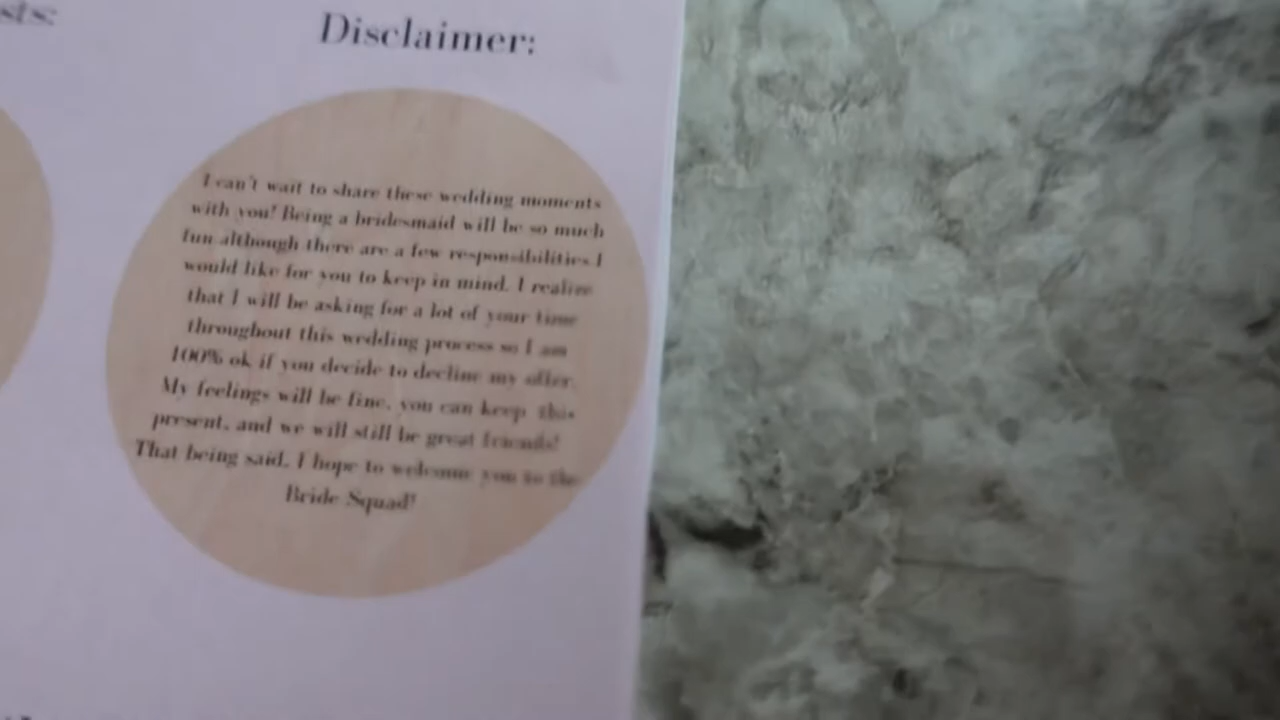 sts:
Disclaimer:
I can't wait to share these wedding moments
with you! Being a bridesmaid will be so much
fun although there are a few responsibilities I
would like for you to keep in mind. I realize
that I will be asking for a lot of your time
throughout this wedding process so I am
100% ok if you decide to decline my offer.
My feelings will be fine, you can keep this
present, and we will still be great friends!
That being said, I hope to welcome you to the
Bride Squad!